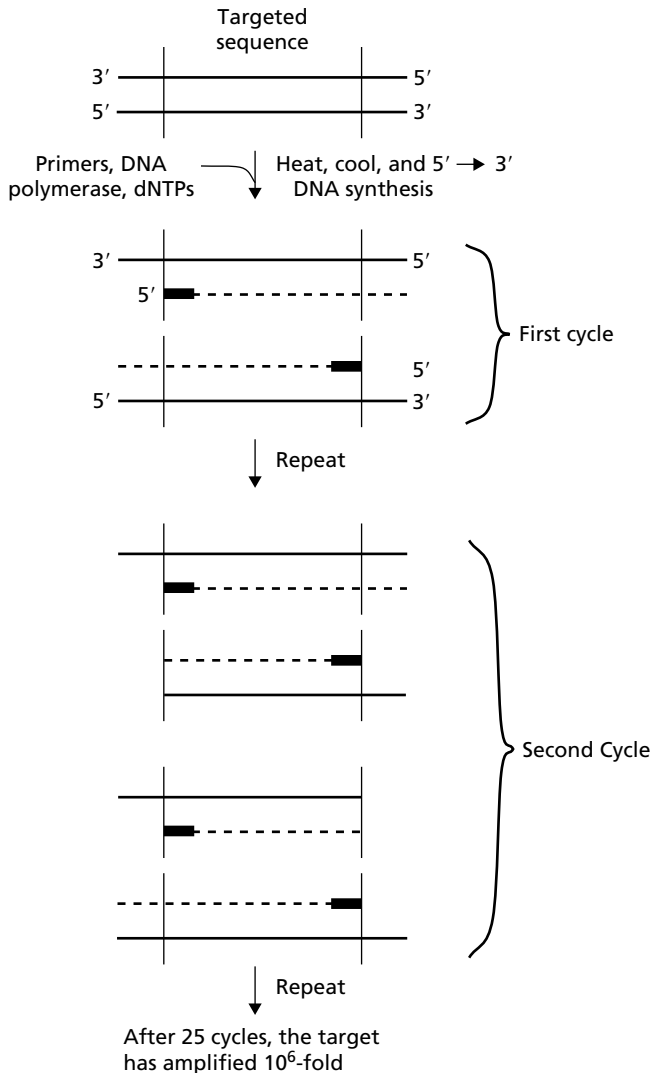 Targeted
sequence
3′ 5′
5′ 3′
Primers, DNA
polymerase, dNTPs
Heat, cool, and 5′ → 3′
DNA synthesis
3′ 5′
5′
First cycle
5′
5′ 3′
Repeat
Second Cycle
Repeat
After 25 cycles, the target
has amplified 10⁶-fold